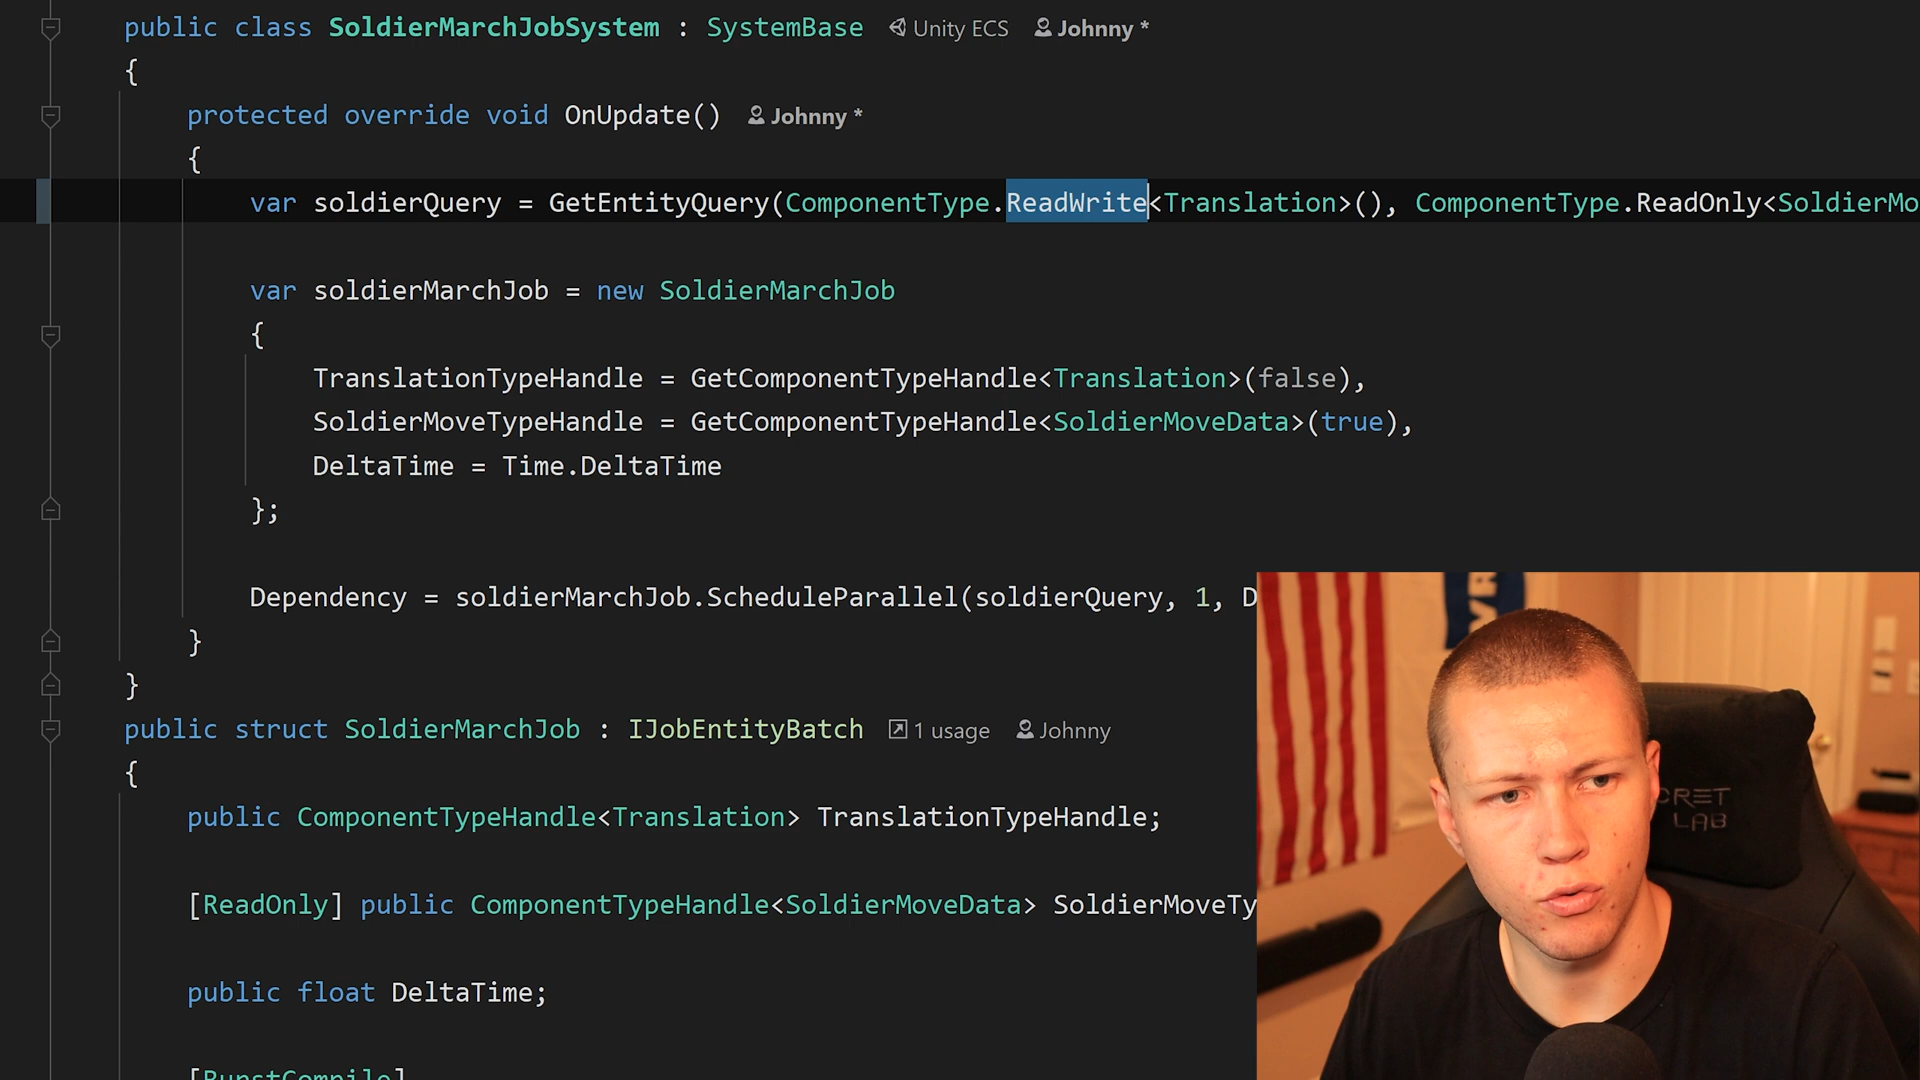 public class SoldierMarchJobSystem : SystemBase Unity ECS Johnny *
{
protected override void OnUpdate() Johnny *
{
var soldierQuery = GetEntityQuery(ComponentType.ReadWrite<Translation>(), ComponentType.ReadOnly<SoldierMo
var soldierMarchJob = new SoldierMarchJob
{
TranslationTypeHandle = GetComponentTypeHandle<Translation>(false),
SoldierMoveTypeHandle = GetComponentTypeHandle<SoldierMoveData>(true),
DeltaTime = Time.DeltaTime
};
Dependency = soldierMarchJob.ScheduleParallel(soldierQuery, 1, D
}
}
public struct SoldierMarchJob : IJobEntityBatch 1 usage Johnny
{
public ComponentTypeHandle<Translation> TranslationTypeHandle;
[ReadOnly] public ComponentTypeHandle<SoldierMoveData> SoldierMoveTy
public float DeltaTime;
[BurstCompile]
CRET
LAB